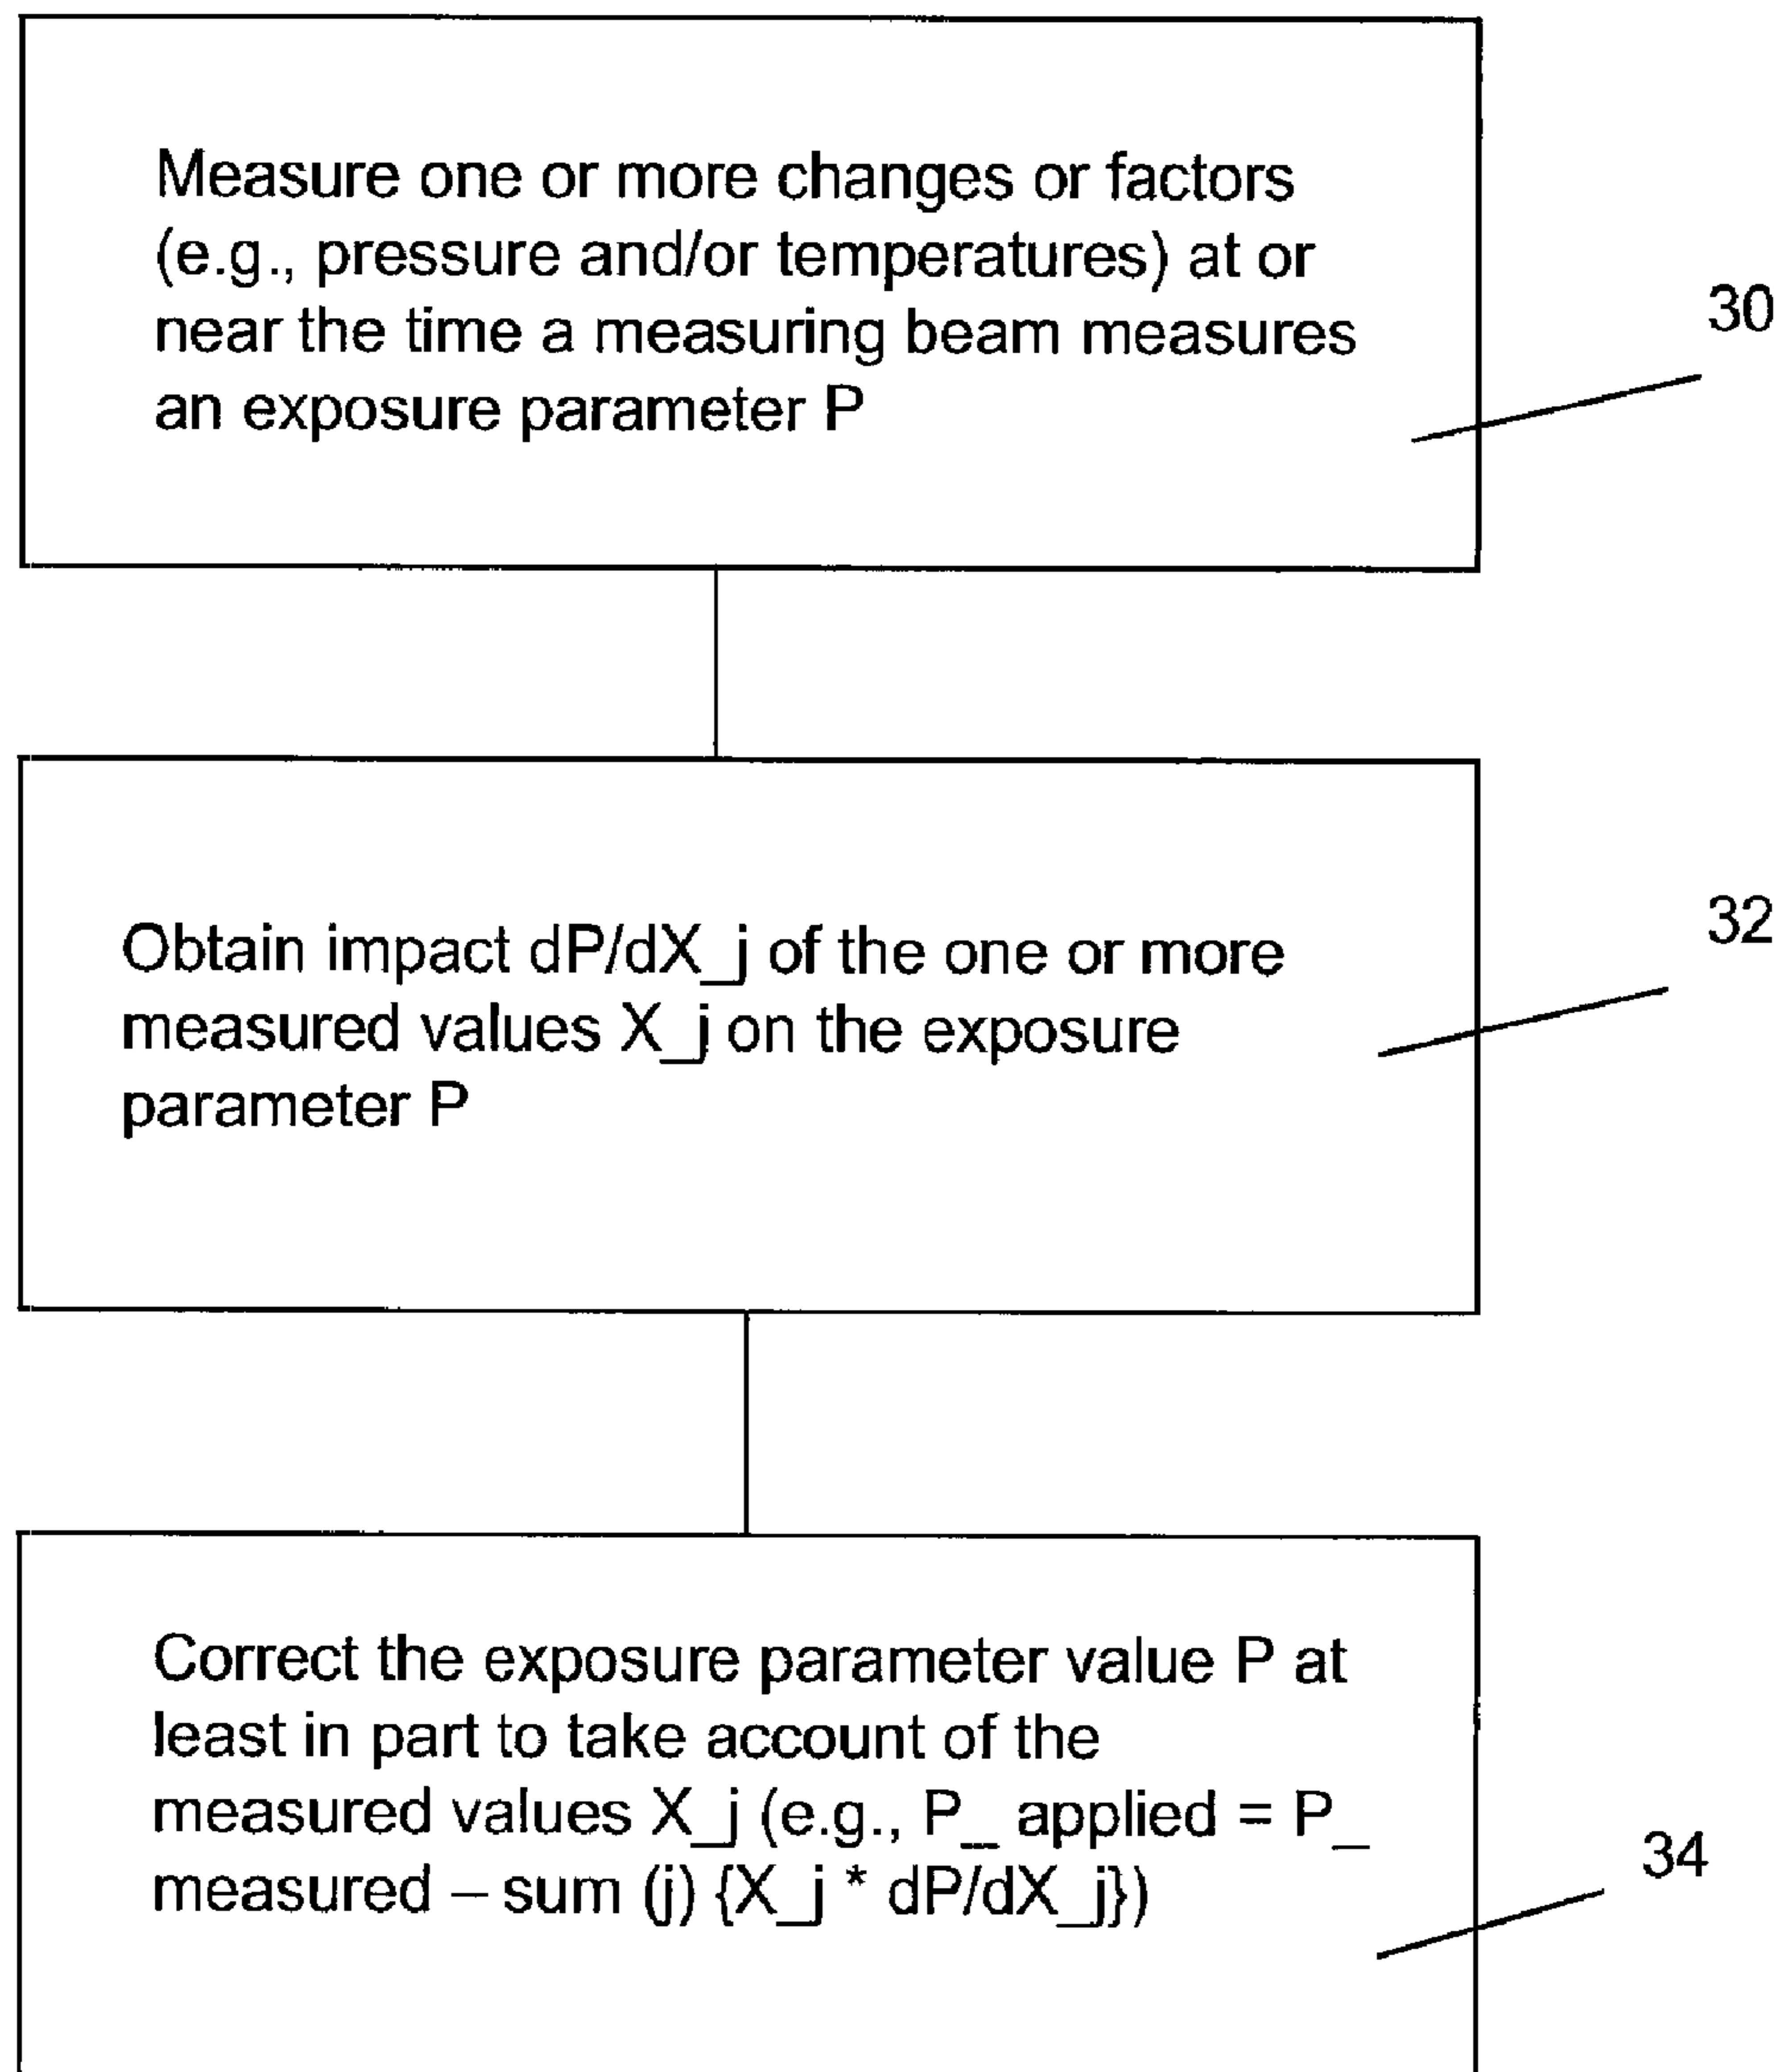 Measure one or more changes or factors
(e.g., pressure and/or temperatures) at or
near the time a measuring beam measures
an exposure parameter P
30
Obtain impact dP/dX_j of the one or more
measured values X_j on the exposure
parameter P
32
Correct the exposure parameter value P at
least in part to take account of the
measured values X_j (e.g., P_ applied = P_
measured – sum (j) {X_j * dP/dX_j})
34